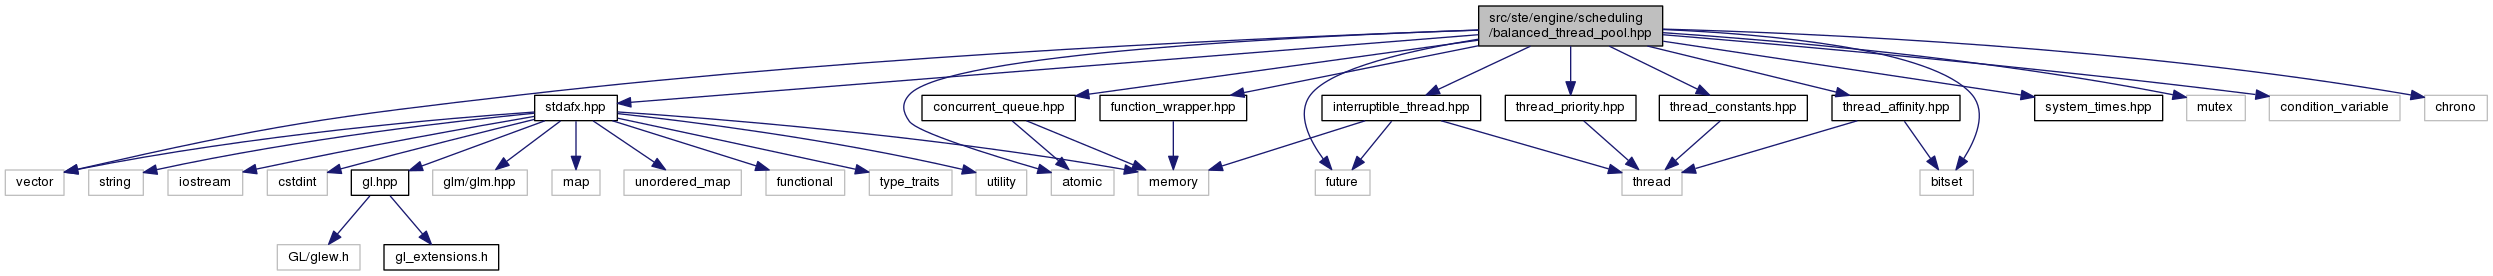 src/ste/engine/scheduling
/balanced_thread_pool.hpp
stdafx.hpp
concurrent_queue.hpp
function_wrapper.hpp
interruptible_thread.hpp
thread_priority.hpp
thread_constants.hpp
thread_affinity.hpp
system_times.hpp
mutex
condition_variable
chrono
vector
string
iostream
cstdint
gl.hpp
glm/glm.hpp
map
unordered_map
functional
type_traits
utility
atomic
memory
future
thread
bitset
GL/glew.h
gl_extensions.h